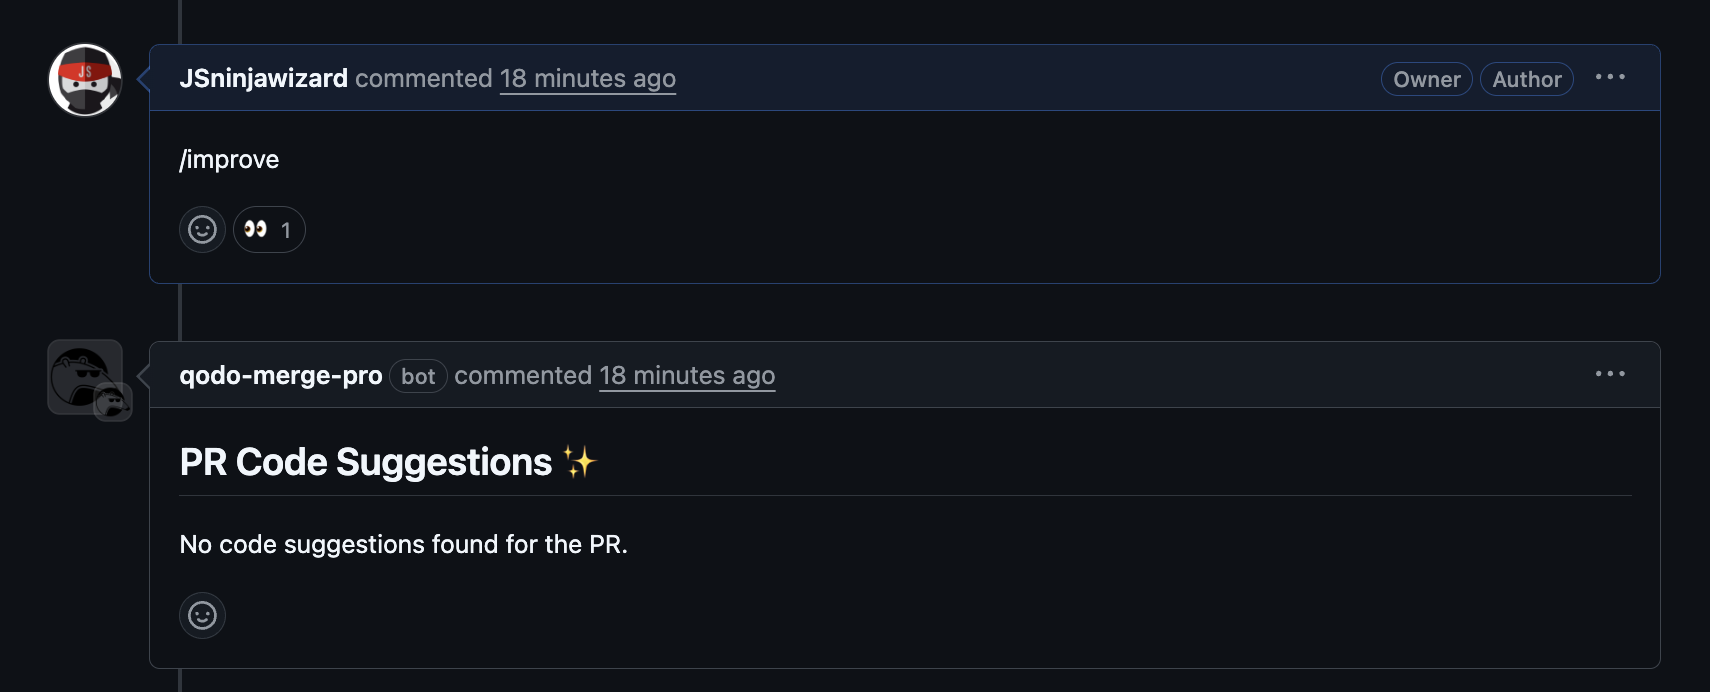 JS
JSninjawizard commented 18 minutes ago Owner Author
/improve
👀 1
qodo-merge-pro bot commented 18 minutes ago
PR Code Suggestions ✨
No code suggestions found for the PR.